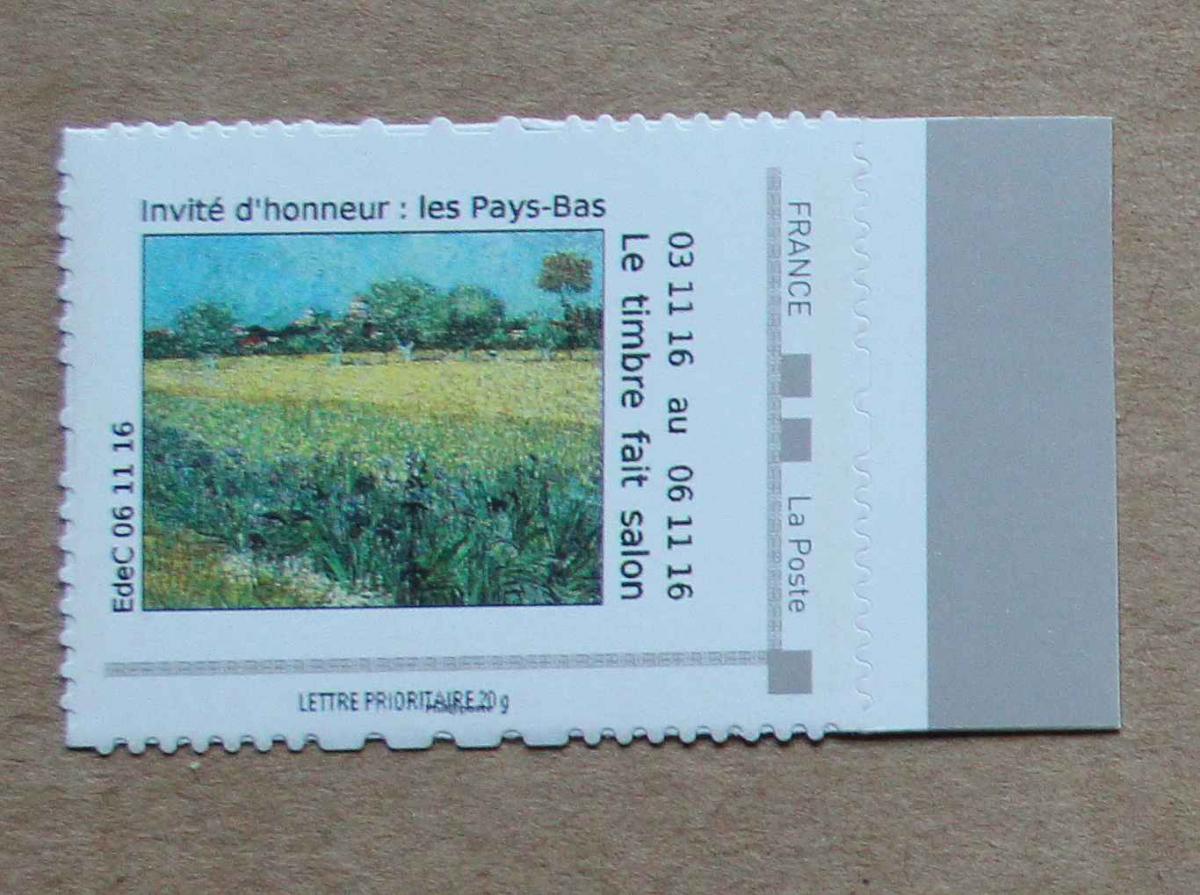 Invité d'honneur : les Pays-Bas
03 11 16 au 06 11 16
Le timbre fait salon
EdeC 06 11 16
FRANCE
La Poste
LETTRE PRIORITAIRE 20 g